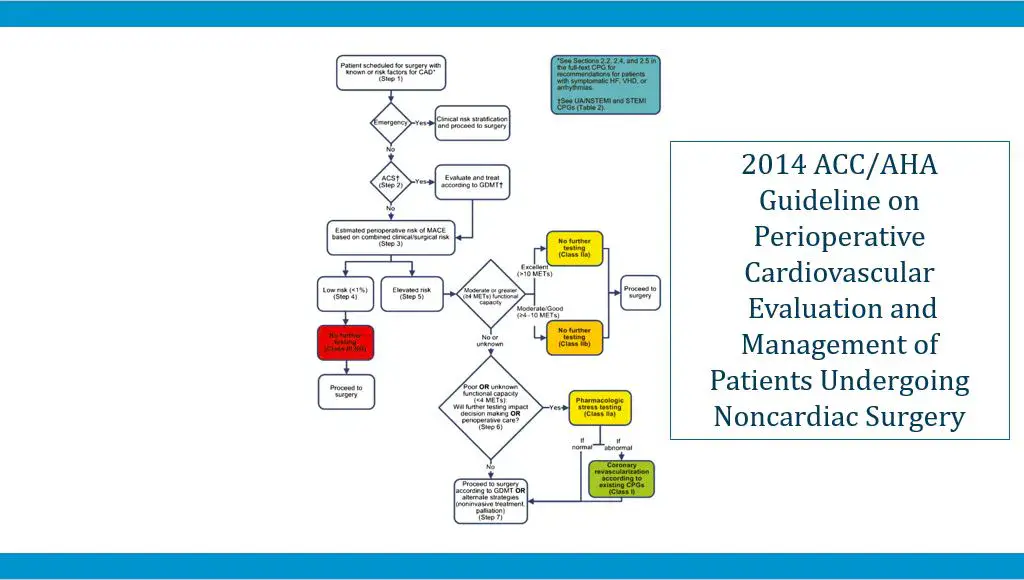 Patient scheduled for surgery with
known or risk factors for CAD*
(Step 1)
*See Sections 2.2, 2.4, and 2.5 in
the full-text CPG for
recommendations for patients
with symptomatic HF, VHD, or
arrhythmias.
†See UA/NSTEMI and STEMI
CPGs (Table 2).
Emergency
Yes
Clinical risk stratification
and proceed to surgery
No
ACS†
(Step 2)
Yes
Evaluate and treat
according to GDMT†
No
Estimated perioperative risk of MACE
based on combined clinical/surgical risk
(Step 3)
Low risk (<1%)
(Step 4)
Elevated risk
(Step 5)
Moderate or greater
(≥4 METs) functional
capacity
Excellent
(>10 METs)
No further
testing
(Class IIa)
Moderate/Good
(≥4–10 METs)
No further
testing
(Class IIb)
Proceed to
surgery
No further
testing
(Class III:NB)
Proceed to
surgery
No or
unknown
Poor OR unknown
functional capacity
(<4 METs):
Will further testing impact
decision making OR
perioperative care?
(Step 6)
Yes
Pharmacologic
stress testing
(Class IIa)
If
normal
If
abnormal
Coronary
revascularization
according to
existing CPGs
(Class I)
No
Proceed to surgery
according to GDMT OR
alternate strategies
(noninvasive treatment,
palliation)
(Step 7)
2014 ACC/AHA
Guideline on
Perioperative
Cardiovascular
Evaluation and
Management of
Patients Undergoing
Noncardiac Surgery